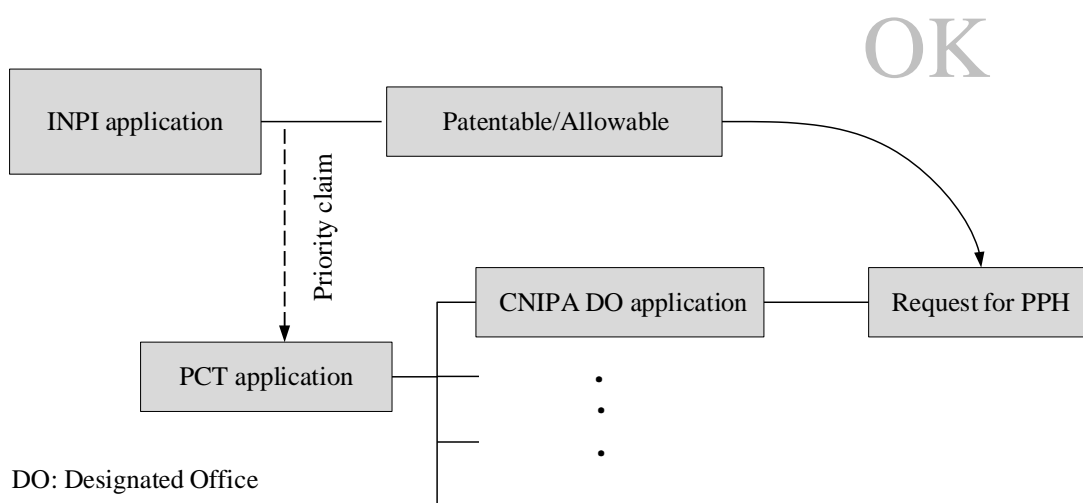 OK
INPI application
Patentable/Allowable
Priority claim
CNIPA DO application
Request for PPH
PCT application
DO: Designated Office